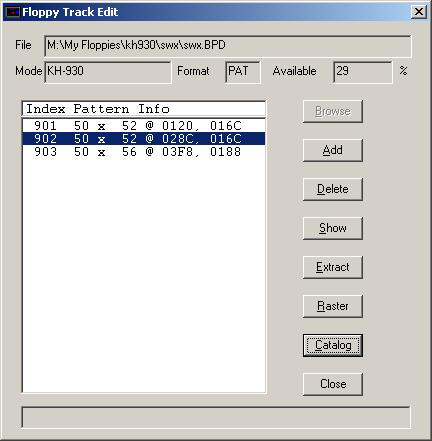 Floppy Track Edit
File M:\My Floppies\kh930\swx\swx.BPD
Mode KH-930 Format PAT Available 29 %
Index Pattern Info
901 50 x 52 @ 0120, 016C
902 50 x 52 @ 028C, 016C
903 50 x 56 @ 03F8, 0188
Browse
Add
Delete
Show
Extract
Raster
Catalog
Close